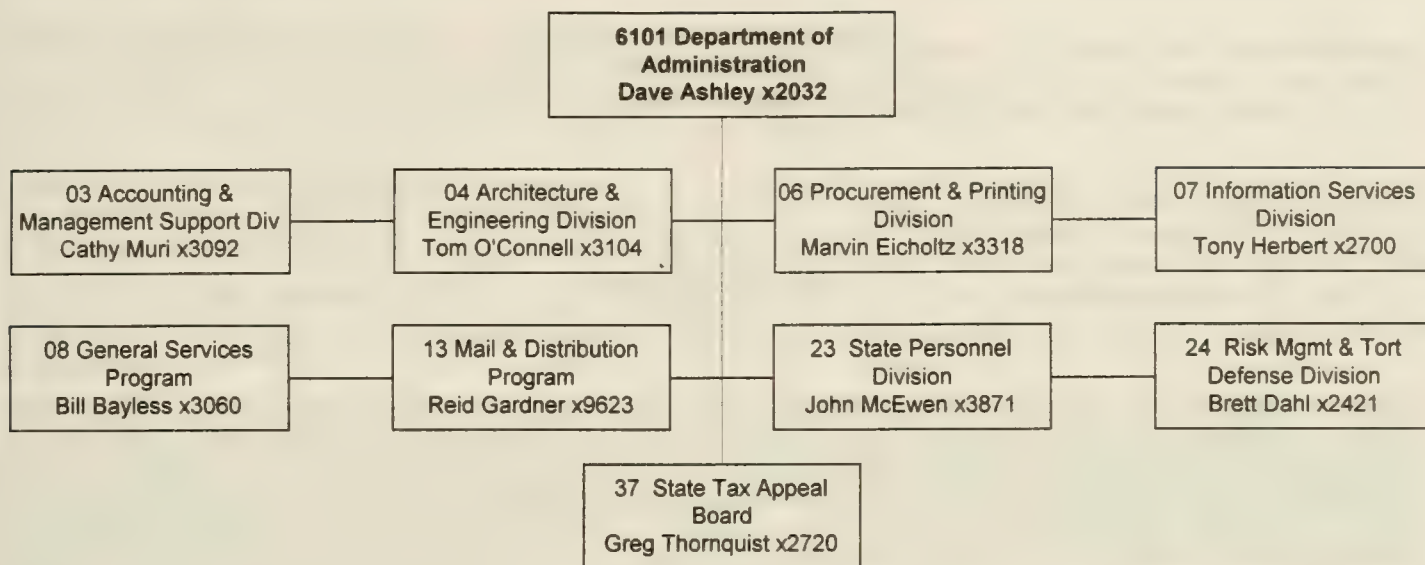 6101 Department of
Administration
Dave Ashley x2032
03 Accounting &
Management Support Div
Cathy Muri x3092
04 Architecture &
Engineering Division
Tom O'Connell x3104
06 Procurement & Printing
Division
Marvin Eicholtz x3318
07 Information Services
Division
Tony Herbert x2700
08 General Services
Program
Bill Bayless x3060
13 Mail & Distribution
Program
Reid Gardner x9623
23 State Personnel
Division
John McEwen x3871
24 Risk Mgmt & Tort
Defense Division
Brett Dahl x2421
37 State Tax Appeal
Board
Greg Thornquist x2720